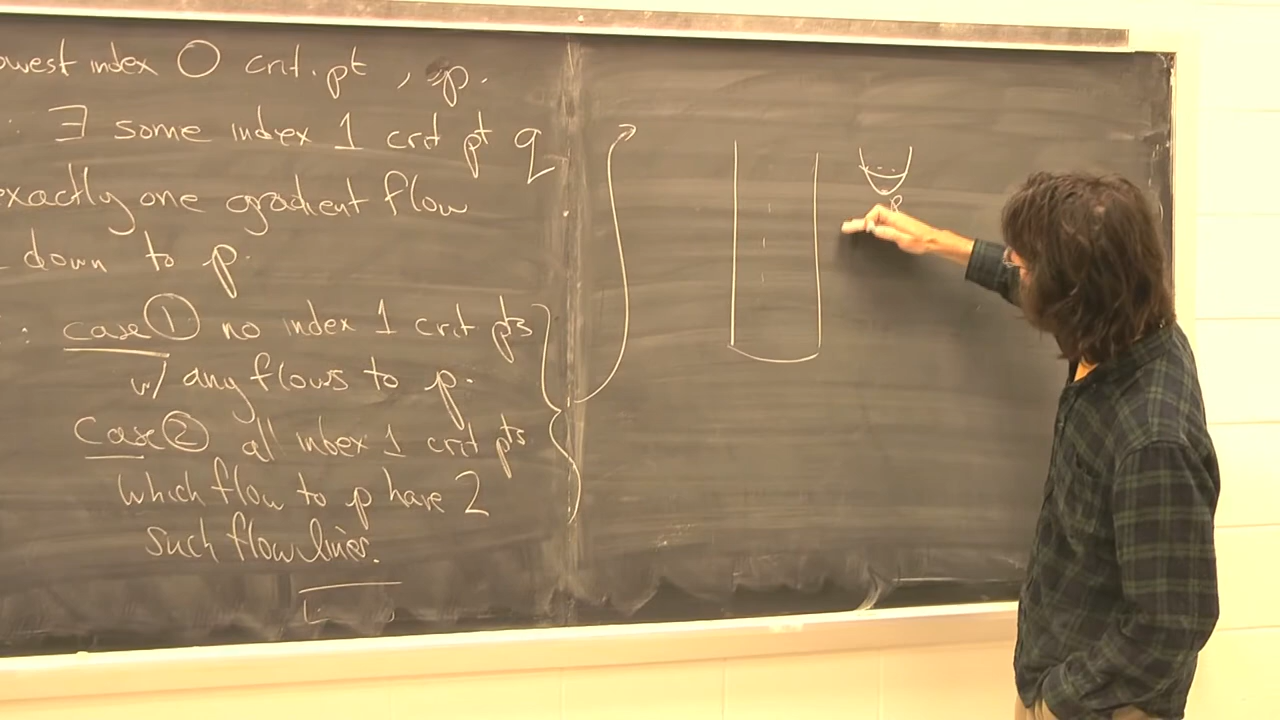 owest index 0 crit. pt , p.
: ∃ some index 1 crit pt q
exactly one gradient flow
down to p.
: case ① no index 1 crit pts
w/ any flows to p.
Case ② all index 1 crit pts
which flow to p have 2
such flow lines.
p